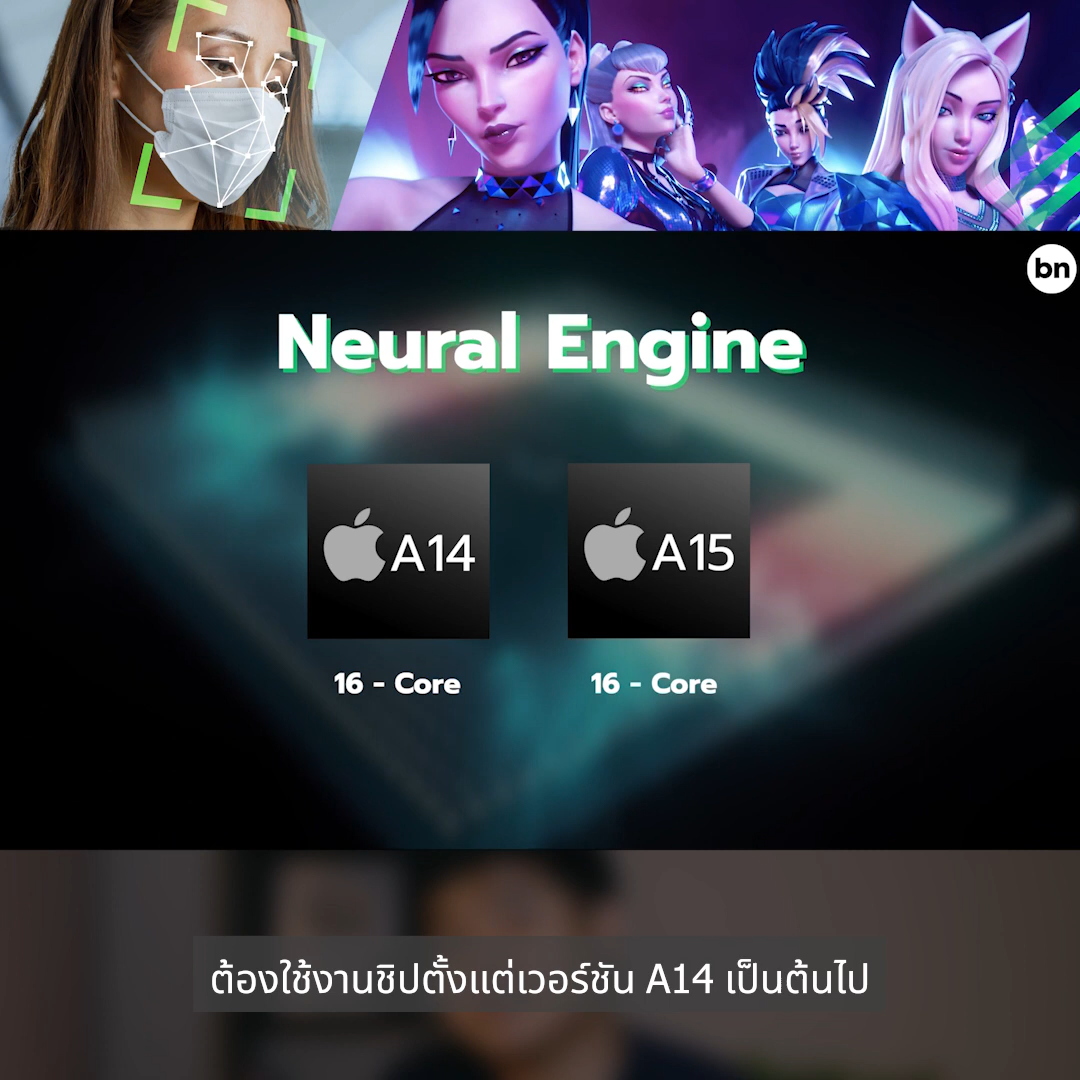 bn
Neural Engine
A14
A15
16 - Core
16 - Core
ต้องใช้งานชิปตั้งแต่เวอร์ชัน A14 เป็นต้นไป